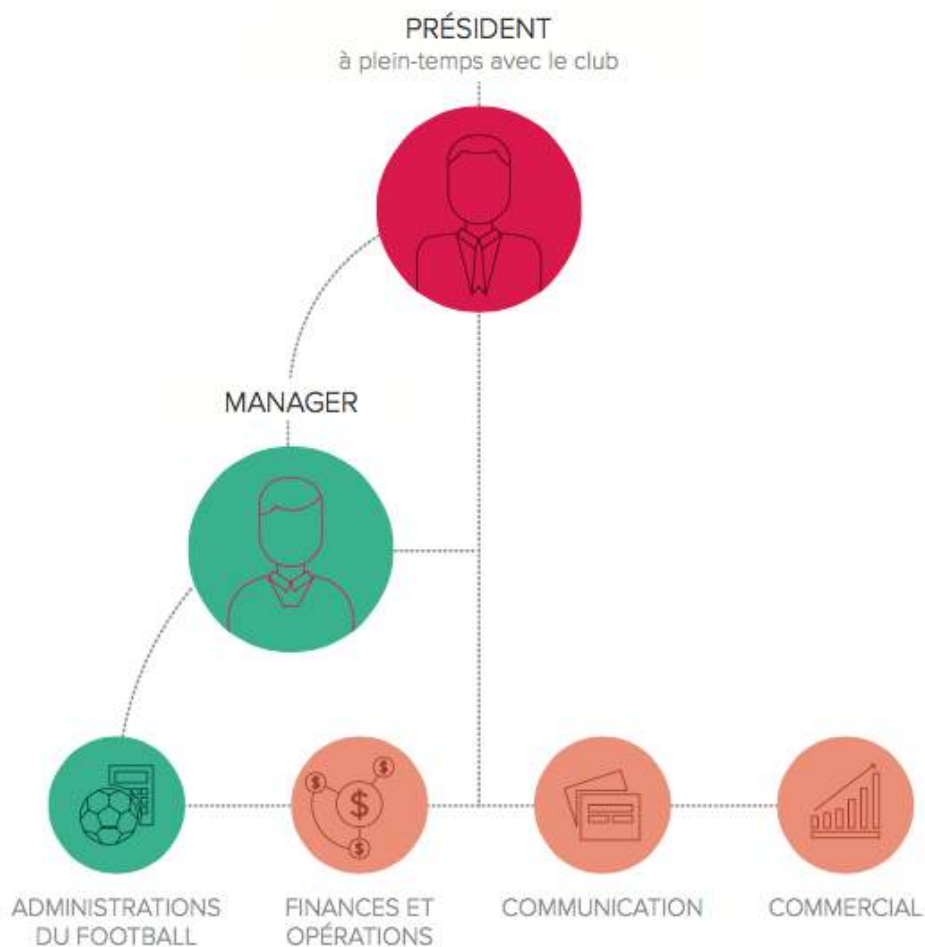 PRÉSIDENT
à plein-temps avec le club
MANAGER
$
$
$
$
ADMINISTRATIONS
DU FOOTBALL
FINANCES ET
OPÉRATIONS
COMMUNICATION
COMMERCIAL